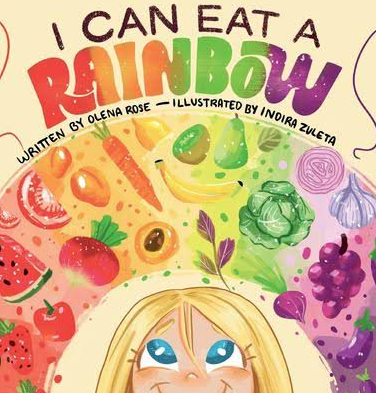 I CAN EAT A
RAINBOW
WRITTEN BY OLENA ROSE — ILLUSTRATED BY INDIRA ZULETA